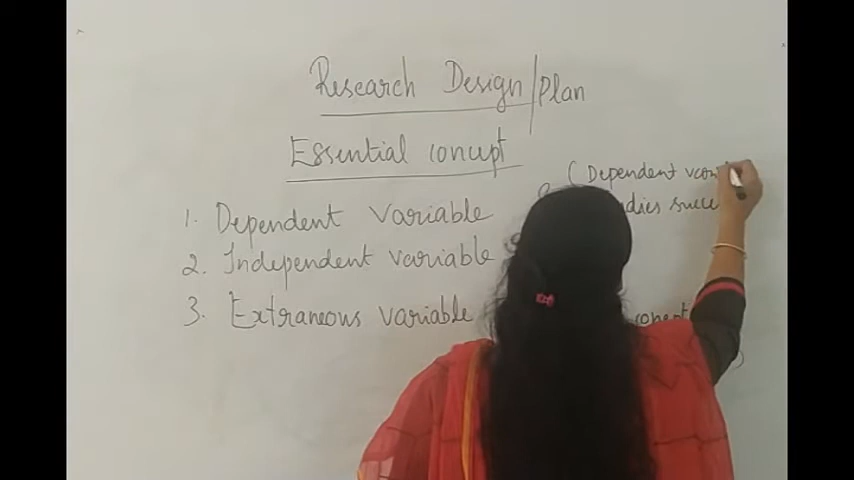 Research Design/Plan
Essential concept
(Dependent
1. Dependent variable
2. Independent variable
3. Extraneous variable